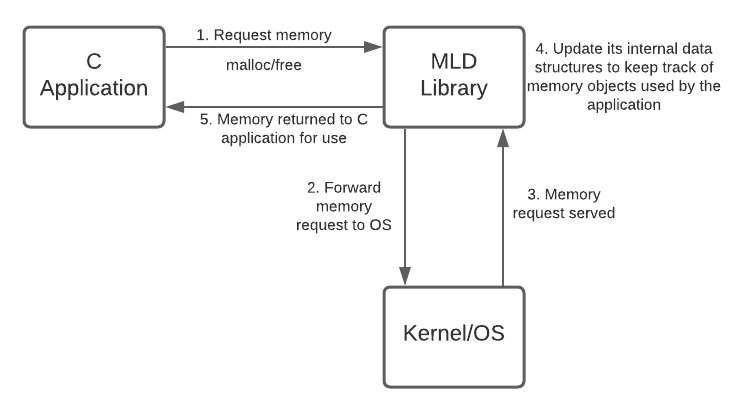 C
Application
1. Request memory
malloc/free
MLD
Library
4. Update its internal data
structures to keep track of
memory objects used by the
application
5. Memory returned to C
application for use
2. Forward
memory
request to OS
3. Memory
request served
Kernel/OS